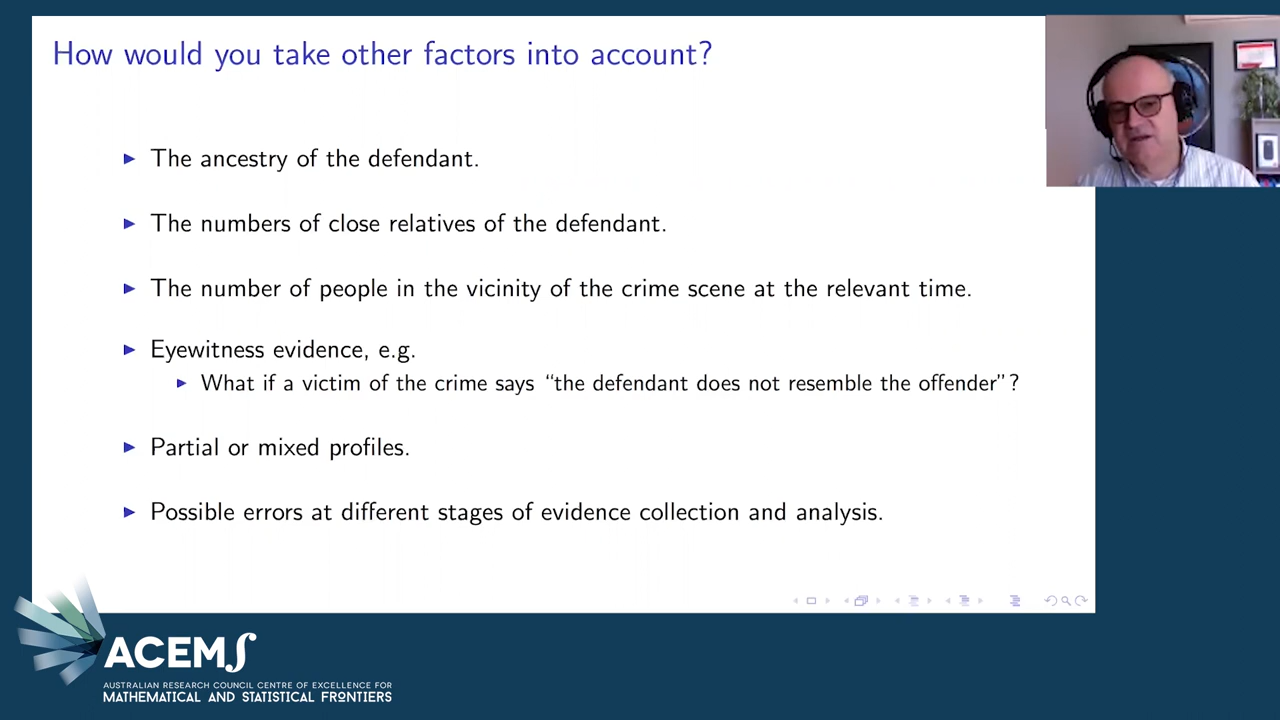 How would you take other factors into account?
The ancestry of the defendant.
The numbers of close relatives of the defendant.
The number of people in the vicinity of the crime scene at the relevant time.
Eyewitness evidence, e.g.
What if a victim of the crime says “the defendant does not resemble the offender”?
Partial or mixed profiles.
Possible errors at different stages of evidence collection and analysis.
ACEMS
AUSTRALIAN RESEARCH COUNCIL CENTRE OF EXCELLENCE FOR
MATHEMATICAL AND STATISTICAL FRONTIERS